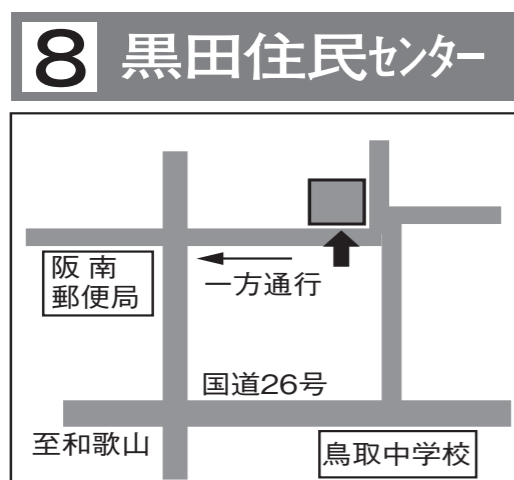 8 黒田住民センター
阪南
郵便局
一方通行
国道26号
至和歌山
鳥取中学校